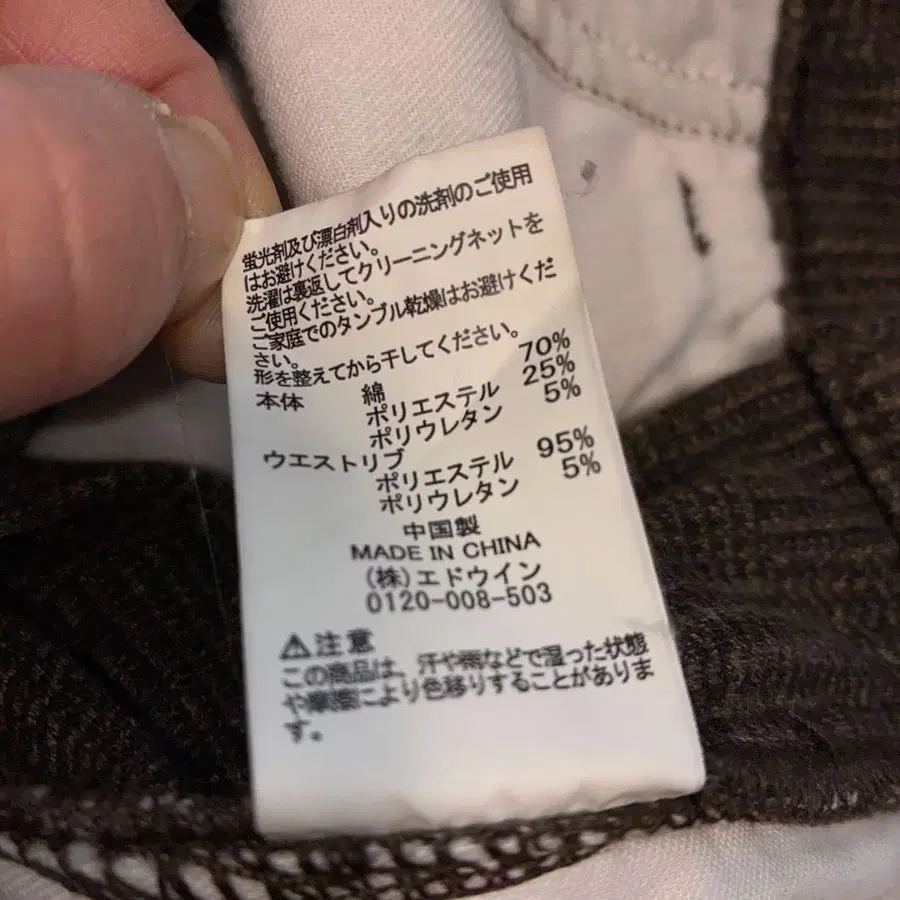 蛍光剤及び漂白剤入りの洗剤のご使用
はお避けください。
洗濯は裏返してクリーニングネットを
ご使用ください。
ご家庭でのタンブル乾燥はお避けくだ
さい。
形を整えてから干してください。
本体 綿 70%
ポリエステル 25%
ポリウレタン 5%
ウエストリブ
ポリエステル 95%
ポリウレタン 5%
中国製
MADE IN CHINA
(株)エドウイン
0120-008-503
⚠注意
この商品は、汗や雨などで湿った状態
や摩擦により色移りすることがありま
す。